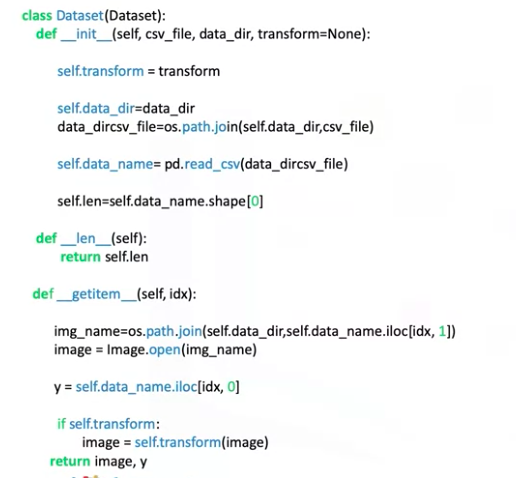 class Dataset(Dataset):
def __init__(self, csv_file, data_dir, transform=None):
self.transform = transform
self.data_dir=data_dir
data_dircsv_file=os.path.join(self.data_dir,csv_file)
self.data_name= pd.read_csv(data_dircsv_file)
self.len=self.data_name.shape[0]
def __len__(self):
return self.len
def __getitem__(self, idx):
img_name=os.path.join(self.data_dir,self.data_name.iloc[idx, 1])
image = Image.open(img_name)
y = self.data_name.iloc[idx, 0]
if self.transform:
image = self.transform(image)
return image, y